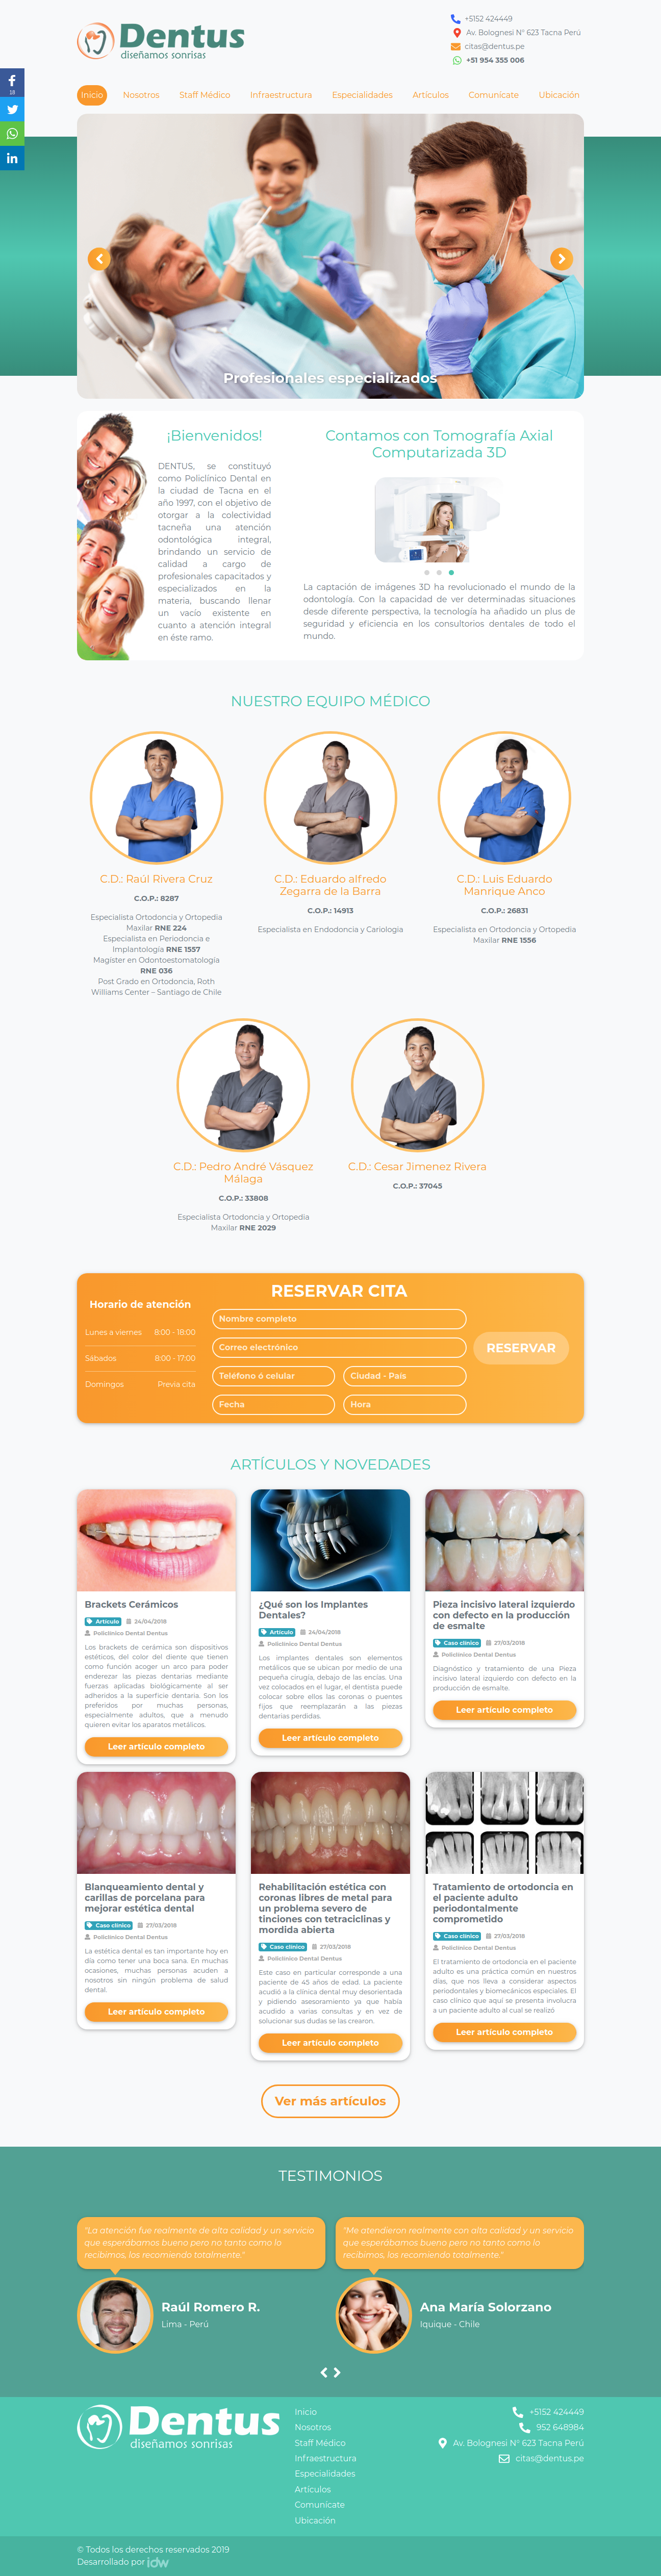 Dentus
diseñamos sonrisas
+5152 424449
Av. Bolognesi N° 623 Tacna Perú
citas@dentus.pe
+51 954 355 006
18
Inicio
Nosotros
Staff Médico
Infraestructura
Especialidades
Artículos
Comunícate
Ubicación
Profesionales especializados
¡Bienvenidos!
DENTUS, se constituyó
como Policlínico Dental en
la ciudad de Tacna en el
año 1997, con el objetivo de
otorgar a la colectividad
tacneña una atención
odontológica integral,
brindando un servicio de
calidad a cargo de
profesionales capacitados y
especializados en la
materia, buscando llenar
un vacío existente en
cuanto a atención integral
en éste ramo.
Contamos con Tomografía Axial
Computarizada 3D
La captación de imágenes 3D ha revolucionado el mundo de la
odontología. Con la capacidad de ver determinadas situaciones
desde diferente perspectiva, la tecnología ha añadido un plus de
seguridad y eficiencia en los consultorios dentales de todo el
mundo.
NUESTRO EQUIPO MÉDICO
C.D.: Raúl Rivera Cruz
C.O.P.: 8287
Especialista Ortodoncia y Ortopedia
Maxilar RNE 224
Especialista en Periodoncia e
Implantología RNE 1557
Magíster en Odontoestomatología
RNE 036
Post Grado en Ortodoncia, Roth
Williams Center – Santiago de Chile
C.D.: Eduardo alfredo
Zegarra de la Barra
C.O.P.: 14913
Especialista en Endodoncia y Cariologia
C.D.: Luis Eduardo
Manrique Anco
C.O.P.: 26831
Especialista en Ortodoncia y Ortopedia
Maxilar RNE 1556
C.D.: Pedro André Vásquez
Málaga
C.O.P.: 33808
Especialista Ortodoncia y Ortopedia
Maxilar RNE 2029
C.D.: Cesar Jimenez Rivera
C.O.P.: 37045
Horario de atención
Lunes a viernes 8:00 - 18:00
Sábados 8:00 - 17:00
Domingos Previa cita
RESERVAR CITA
Nombre completo
Correo electrónico
Teléfono ó celular
Ciudad - País
Fecha
Hora
RESERVAR
ARTÍCULOS Y NOVEDADES
Brackets Cerámicos
Artículo 24/04/2018
Policlínico Dental Dentus
Los brackets de cerámica son dispositivos
estéticos, del color del diente que tienen
como función acoger un arco para poder
enderezar las piezas dentarias mediante
fuerzas aplicadas biológicamente al ser
adheridos a la superficie dentaria. Son los
preferidos por muchas personas,
especialmente adultos, que a menudo
quieren evitar los aparatos metálicos.
Leer artículo completo
¿Qué son los Implantes
Dentales?
Artículo 24/04/2018
Policlínico Dental Dentus
Los implantes dentales son elementos
metálicos que se ubican por medio de una
pequeña cirugía, debajo de las encías. Una
vez colocados en el lugar, el dentista puede
colocar sobre ellos las coronas o puentes
fijos que reemplazarán a las piezas
dentarias perdidas.
Leer artículo completo
Pieza incisivo lateral izquierdo
con defecto en la producción
de esmalte
Caso clínico 27/03/2018
Policlínico Dental Dentus
Diagnóstico y tratamiento de una Pieza
incisivo lateral izquierdo con defecto en la
producción de esmalte.
Leer artículo completo
Blanqueamiento dental y
carillas de porcelana para
mejorar estética dental
Caso clínico 27/03/2018
Policlínico Dental Dentus
La estética dental es tan importante hoy en
día como tener una boca sana. En muchas
ocasiones, muchas personas acuden a
nosotros sin ningún problema de salud
dental.
Leer artículo completo
Rehabilitación estética con
coronas libres de metal para
un problema severo de
tinciones con tetraciclinas y
mordida abierta
Caso clínico 27/03/2018
Policlínico Dental Dentus
Este caso en particular corresponde a una
paciente de 45 años de edad. La paciente
acudió a la clínica dental muy desorientada
y pidiendo asesoramiento ya que había
acudido a varias consultas y en vez de
solucionar sus dudas se las crearon.
Leer artículo completo
Tratamiento de ortodoncia en
el paciente adulto
periodontalmente
comprometido
Caso clínico 27/03/2018
Policlínico Dental Dentus
El tratamiento de ortodoncia en el paciente
adulto es una práctica común en nuestros
días, que nos lleva a considerar aspectos
periodontales y biomecánicos especiales. El
caso clínico que aquí se presenta involucra
a un paciente adulto al cual se realizó
Leer artículo completo
Ver más artículos
TESTIMONIOS
"La atención fue realmente de alta calidad y un servicio
que esperábamos bueno pero no tanto como lo
recibimos, los recomiendo totalmente."
Raúl Romero R.
Lima - Perú
"Me atendieron realmente con alta calidad y un servicio
que esperábamos bueno pero no tanto como lo
recibimos, los recomiendo totalmente."
Ana María Solorzano
Iquique - Chile
Dentus
diseñamos sonrisas
Inicio
Nosotros
Staff Médico
Infraestructura
Especialidades
Artículos
Comunícate
Ubicación
+5152 424449
952 648984
Av. Bolognesi N° 623 Tacna Perú
citas@dentus.pe
© Todos los derechos reservados 2019
Desarrollado por idw